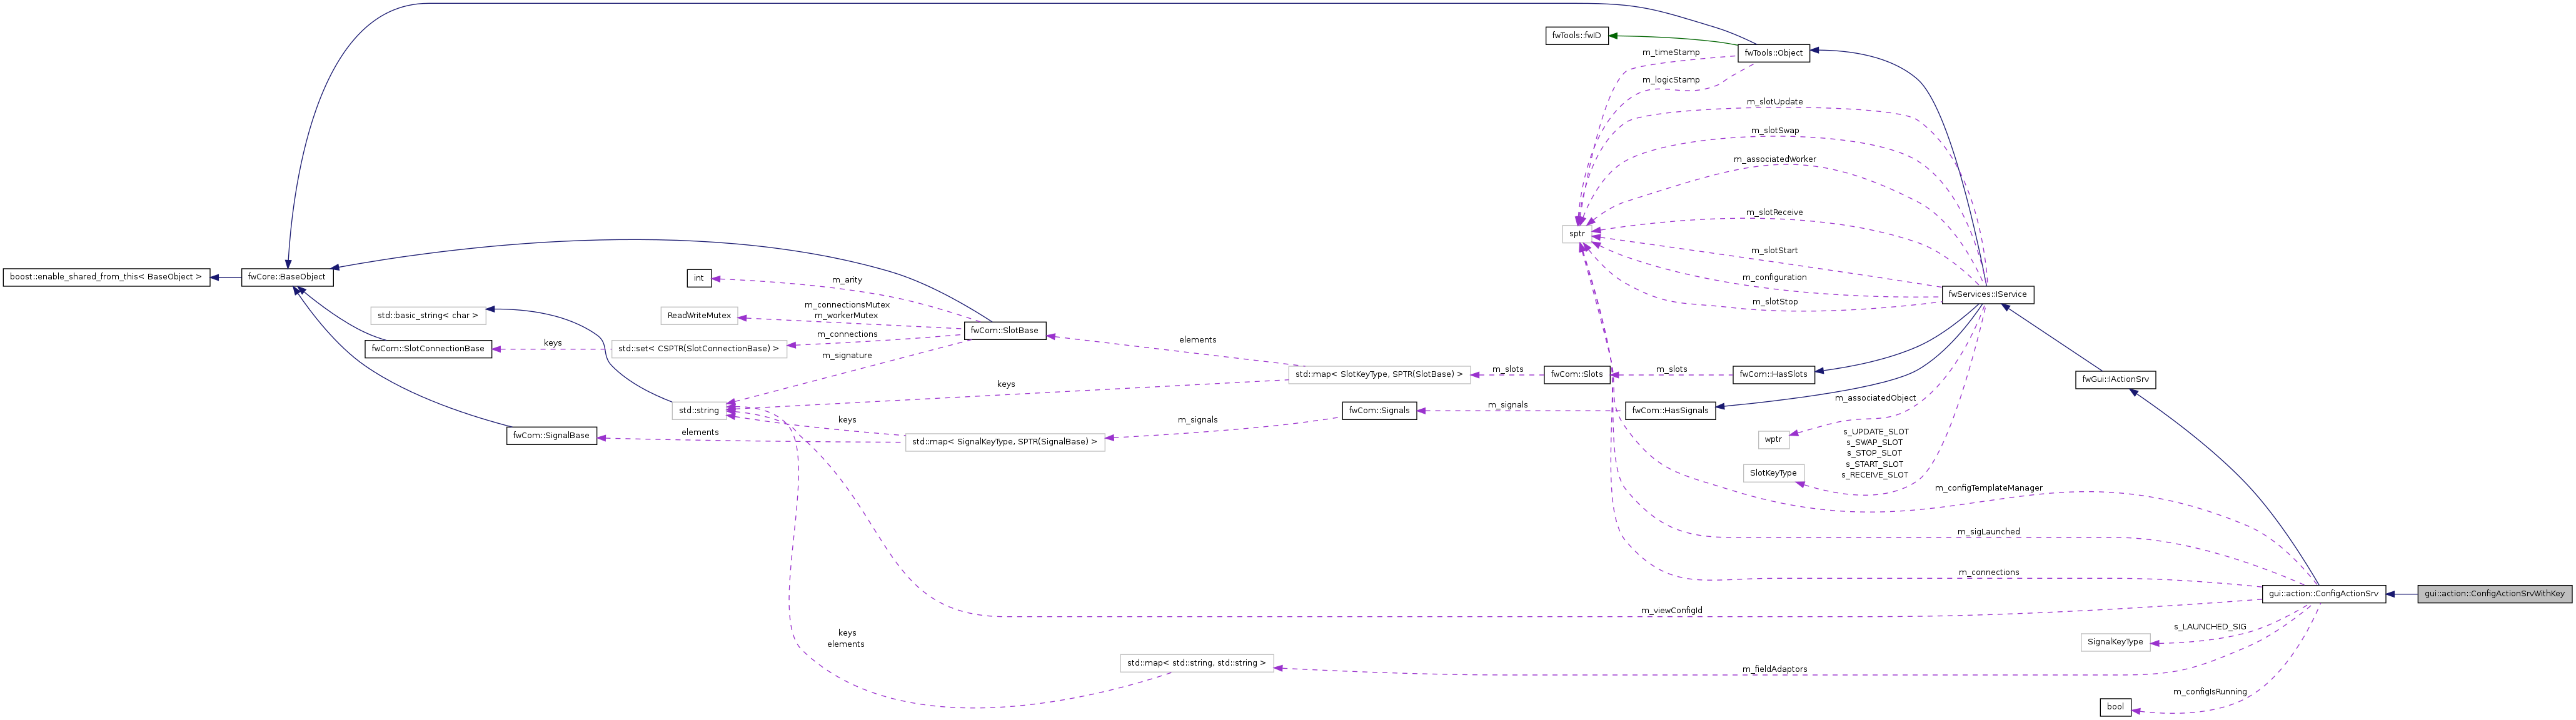 fwTools::fwID
fwTools::Object
m_timeStamp
m_logicStamp
m_slotUpdate
m_slotSwap
m_associatedWorker
m_slotReceive
sptr
m_slotStart
m_configuration
m_slotStop
fwServices::IService
boost::enable_shared_from_this< BaseObject >
fwCore::BaseObject
int
m_arity
std::basic_string< char >
ReadWriteMutex
m_connectionsMutex
m_workerMutex
fwCom::SlotBase
m_connections
fwCom::SlotConnectionBase
keys
std::set< CSPTR(SlotConnectionBase) >
m_signature
elements
keys
std::map< SlotKeyType, SPTR(SlotBase) >
m_slots
fwCom::Slots
m_slots
fwCom::HasSlots
fwGui::IActionSrv
std::string
keys
m_signals
fwCom::Signals
m_signals
fwCom::HasSignals
m_associatedObject
fwCom::SignalBase
elements
std::map< SignalKeyType, SPTR(SignalBase) >
wptr
s_UPDATE_SLOT
s_SWAP_SLOT
s_STOP_SLOT
s_START_SLOT
s_RECEIVE_SLOT
SlotKeyType
m_configTemplateManager
m_sigLaunched
m_connections
gui::action::ConfigActionSrv
gui::action::ConfigActionSrvWithKey
m_viewConfigId
keys
elements
s_LAUNCHED_SIG
SignalKeyType
std::map< std::string, std::string >
m_fieldAdaptors
m_configIsRunning
bool